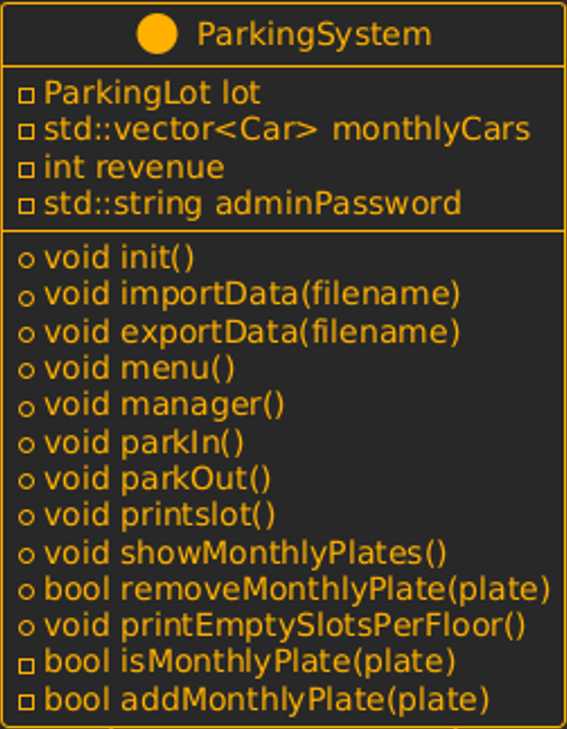 ParkingSystem
ParkingLot lot
std::vector<Car> monthlyCars
int revenue
std::string adminPassword
void init()
void importData(filename)
void exportData(filename)
void menu()
void manager()
void parkIn()
void parkOut()
void printslot()
void showMonthlyPlates()
bool removeMonthlyPlate(plate)
void printEmptySlotsPerFloor()
bool isMonthlyPlate(plate)
bool addMonthlyPlate(plate)